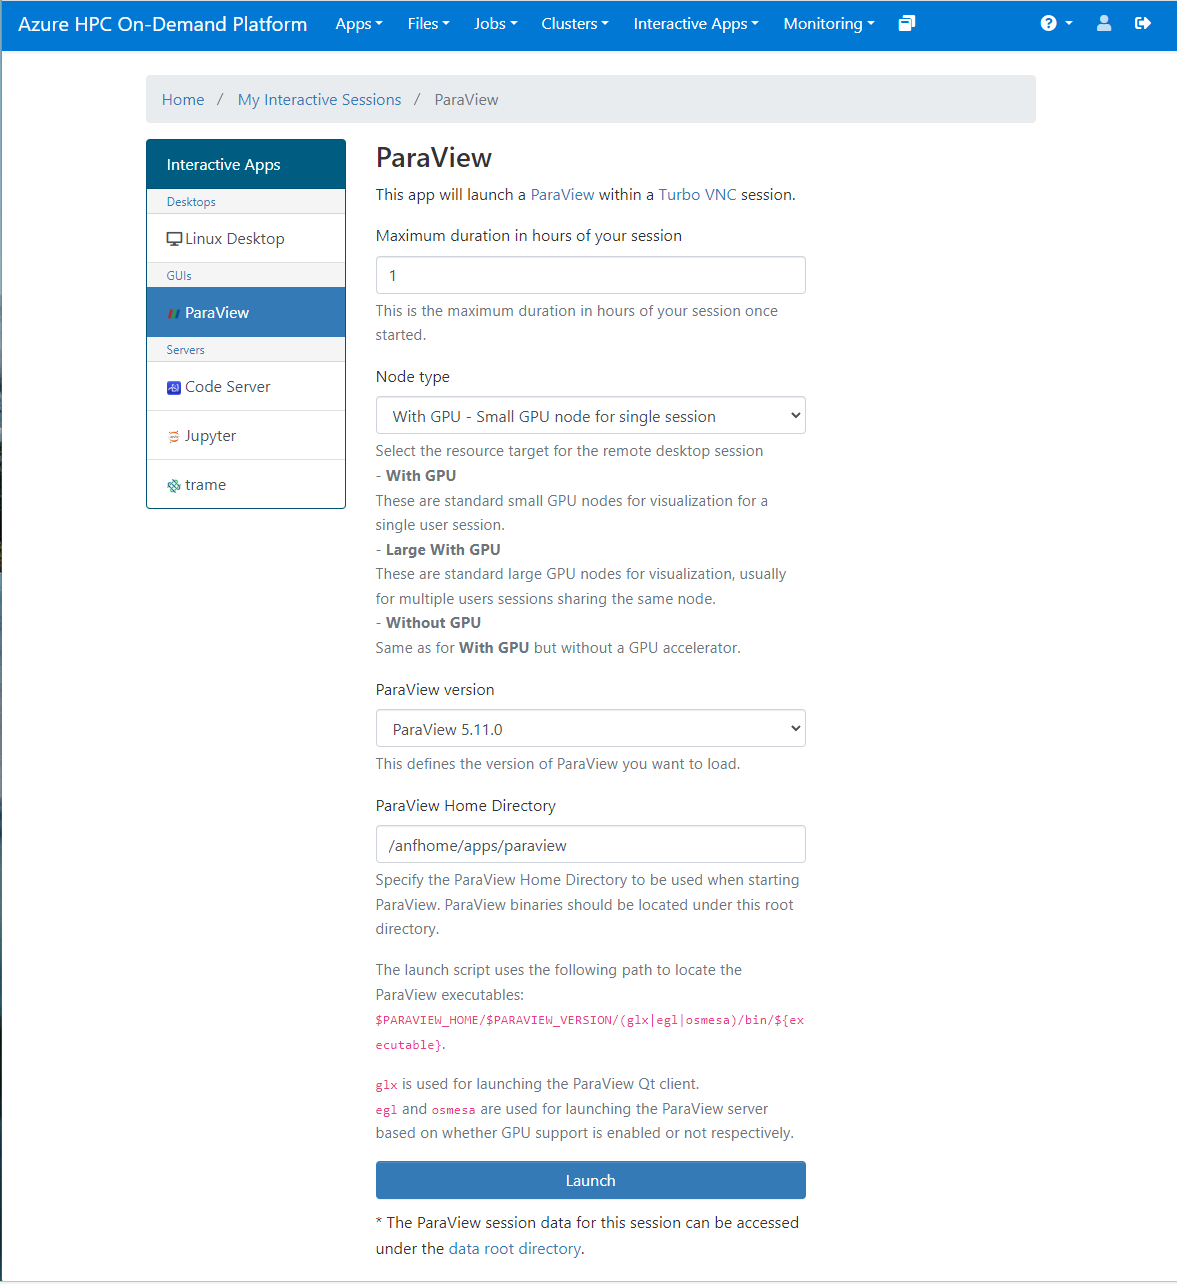 Azure HPC On-Demand Platform Apps Files Jobs Clusters Interactive Apps Monitoring
Home / My Interactive Sessions / ParaView
Interactive Apps
Desktops
Linux Desktop
GUIs
ParaView
Servers
Code Server
Jupyter
trame
ParaView
This app will launch a ParaView within a Turbo VNC session.
Maximum duration in hours of your session
1
This is the maximum duration in hours of your session once
started.
Node type
With GPU - Small GPU node for single session
Select the resource target for the remote desktop session
- With GPU
These are standard small GPU nodes for visualization for a
single user session.
- Large With GPU
These are standard large GPU nodes for visualization, usually
for multiple users sessions sharing the same node.
- Without GPU
Same as for With GPU but without a GPU accelerator.
ParaView version
ParaView 5.11.0
This defines the version of ParaView you want to load.
ParaView Home Directory
/anfhome/apps/paraview
Specify the ParaView Home Directory to be used when starting
ParaView. ParaView binaries should be located under this root
directory.
The launch script uses the following path to locate the
ParaView executables:
$PARAVIEW_HOME/$PARAVIEW_VERSION/(glx|egl|osmesa)/bin/${ex
ecutable}.
glx is used for launching the ParaView Qt client.
egl and osmesa are used for launching the ParaView server
based on whether GPU support is enabled or not respectively.
Launch
* The ParaView session data for this session can be accessed
under the data root directory.